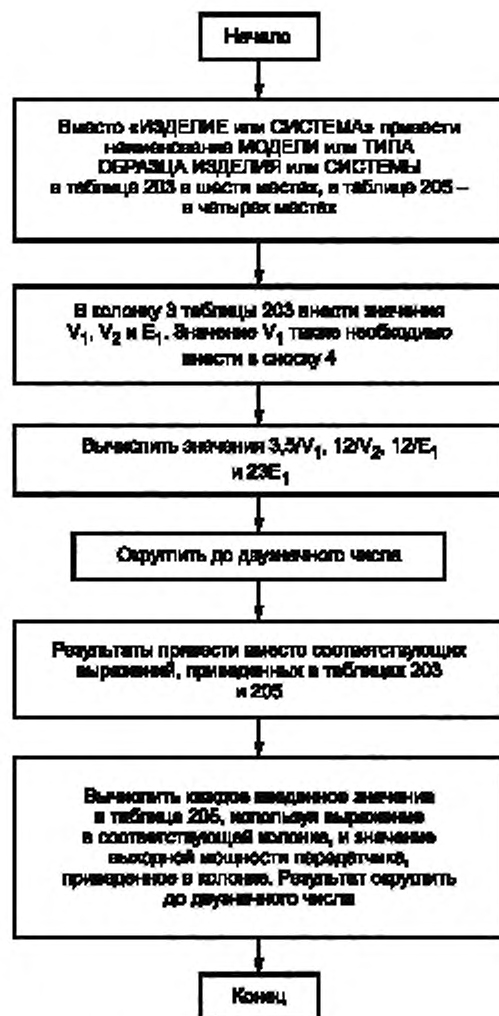 Начало
Вместо «ИЗДЕЛИЕ или СИСТЕМА» привести
наименование МОДЕЛИ или ТИПА
ОБРАЗЦА ИЗДЕЛИЯ или СИСТЕМЫ
в таблице 203 в шести местах, в таблице 205 –
в четырех местах
В колонку 3 таблицы 203 внести значения
V₁, V₂ и E₁. Значение V₁ также необходимо
внести в сноску 4
Вычислить значения 3,5/V₁, 12/V₂, 12/E₁
и 23E₁
Округлить до двузначного числа
Результаты привести вместо соответствующих
выражений, приведенных в таблицах 203
и 205
Вычислить каждое введенное значение
в таблице 205, используя выражение
в соответствующей колонке, и значение
выходной мощности передатчика,
приведенное в колонке. Результат округлить
до двузначного числа
Конец